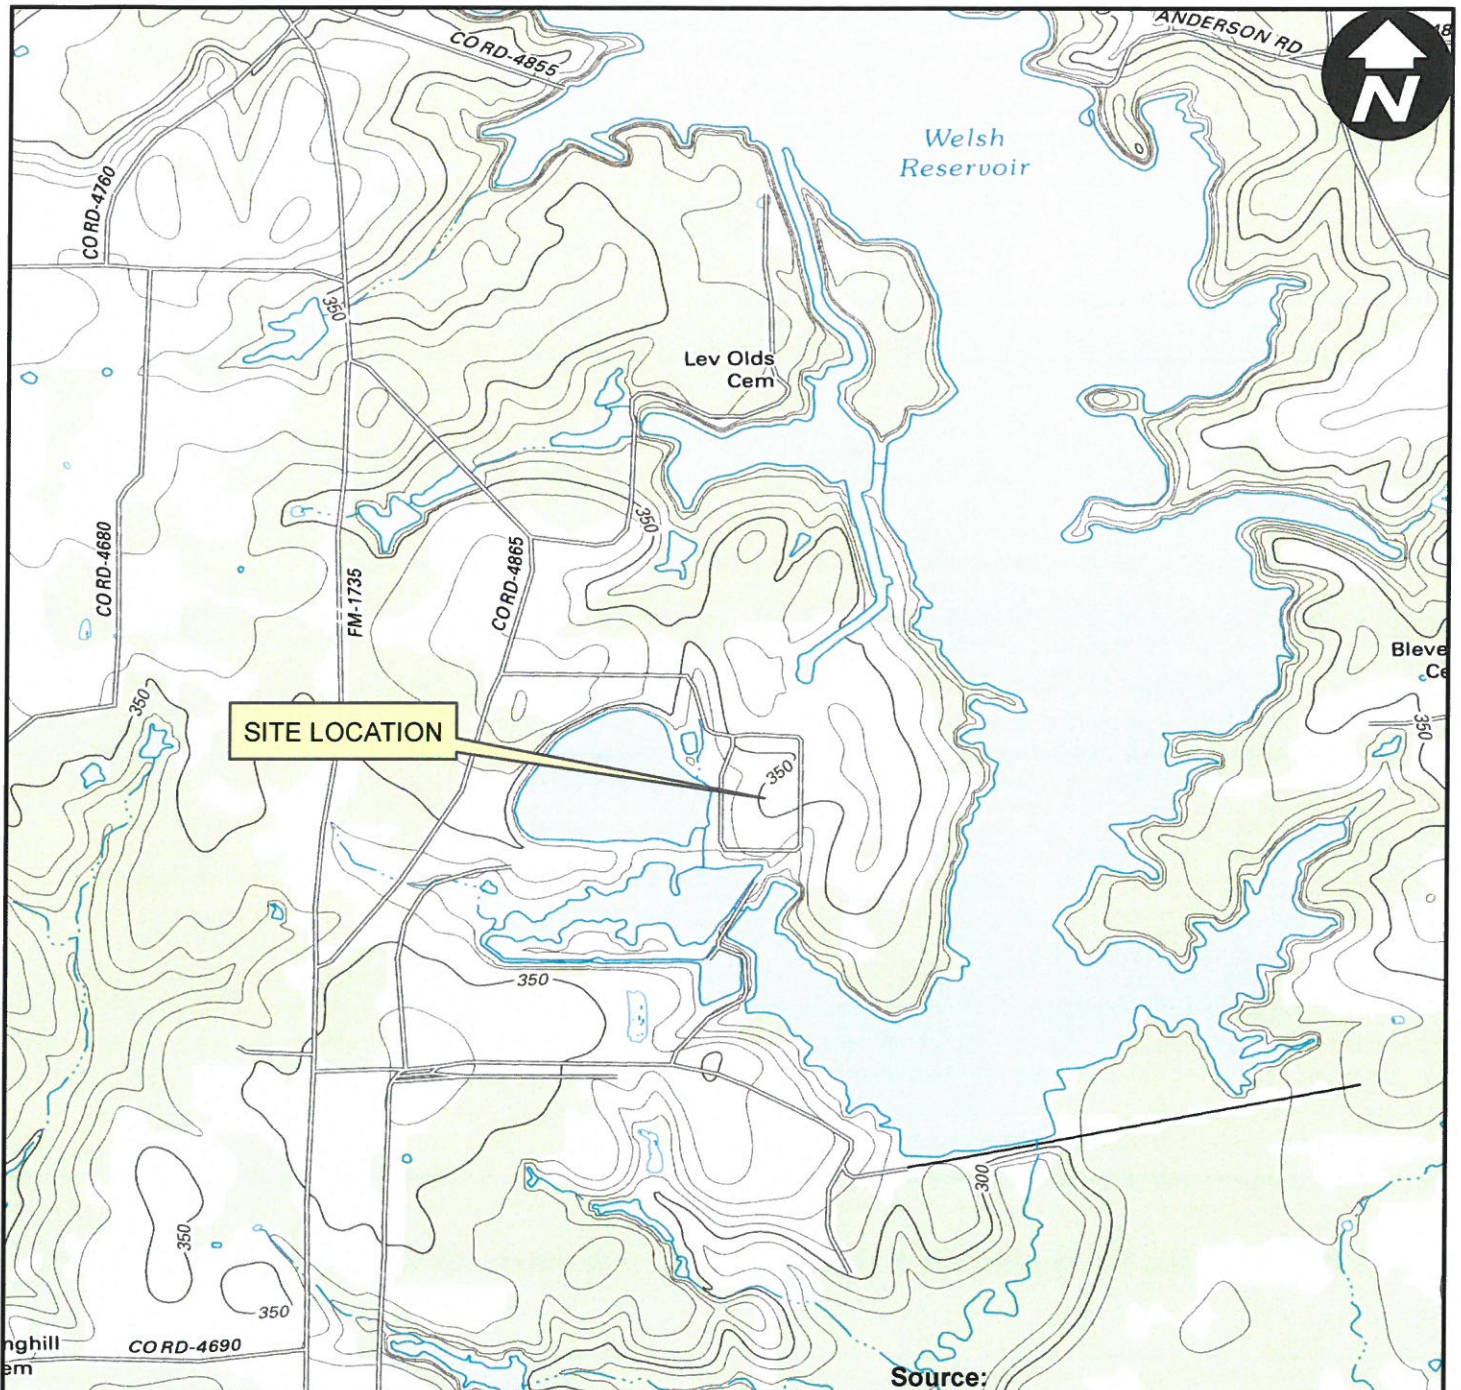 ANDERSON RD
48
CO RD-4855
N
Welsh
Reservoir
CO RD-4760
350
Lev Olds
Cem
CO RD-4680
350
CO RD-4865
FM-1735
Bleve
Ce
350
350
SITE LOCATION
350
350
300
350
350
CO RD-4690
nghill
em
Source: